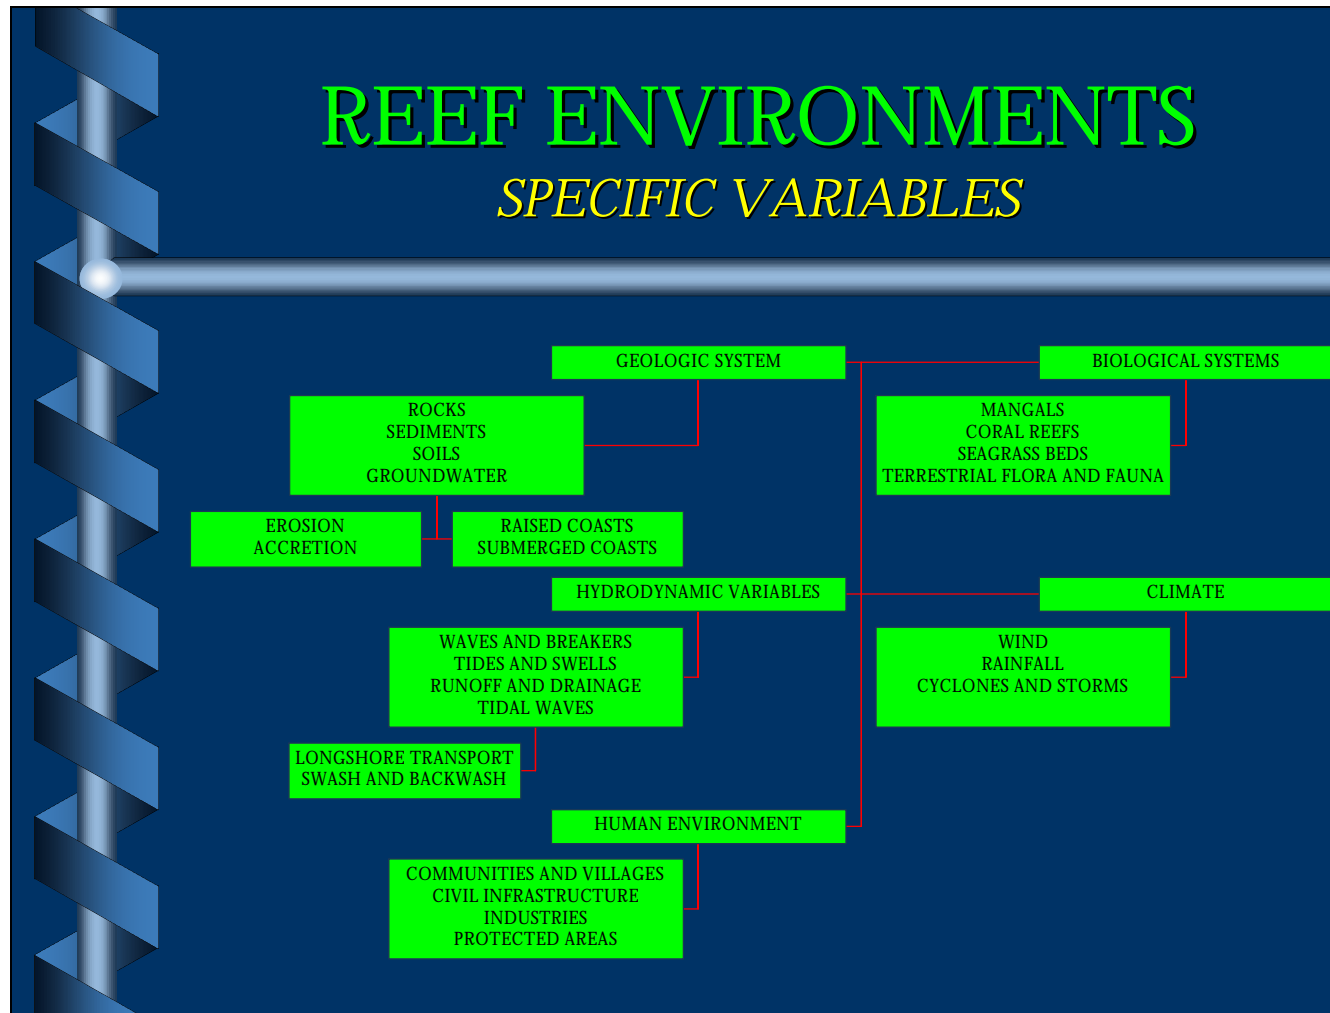 REEF ENVIRONMENTS
SPECIFIC VARIABLES
GEOLOGIC SYSTEM
ROCKS
SEDIMENTS
SOILS
GROUNDWATER
EROSION
ACCRETION
RAISED COASTS
SUBMERGED COASTS
BIOLOGICAL SYSTEMS
MANGALS
CORAL REEFS
SEAGRASS BEDS
TERRESTRIAL FLORA AND FAUNA
HYDRODYNAMIC VARIABLES
WAVES AND BREAKERS
TIDES AND SWELLS
RUNOFF AND DRAINAGE
TIDAL WAVES
LONGSHORE TRANSPORT
SWASH AND BACKWASH
CLIMATE
WIND
RAINFALL
CYCLONES AND STORMS
HUMAN ENVIRONMENT
COMMUNITIES AND VILLAGES
CIVIL INFRASTRUCTURE
INDUSTRIES
PROTECTED AREAS